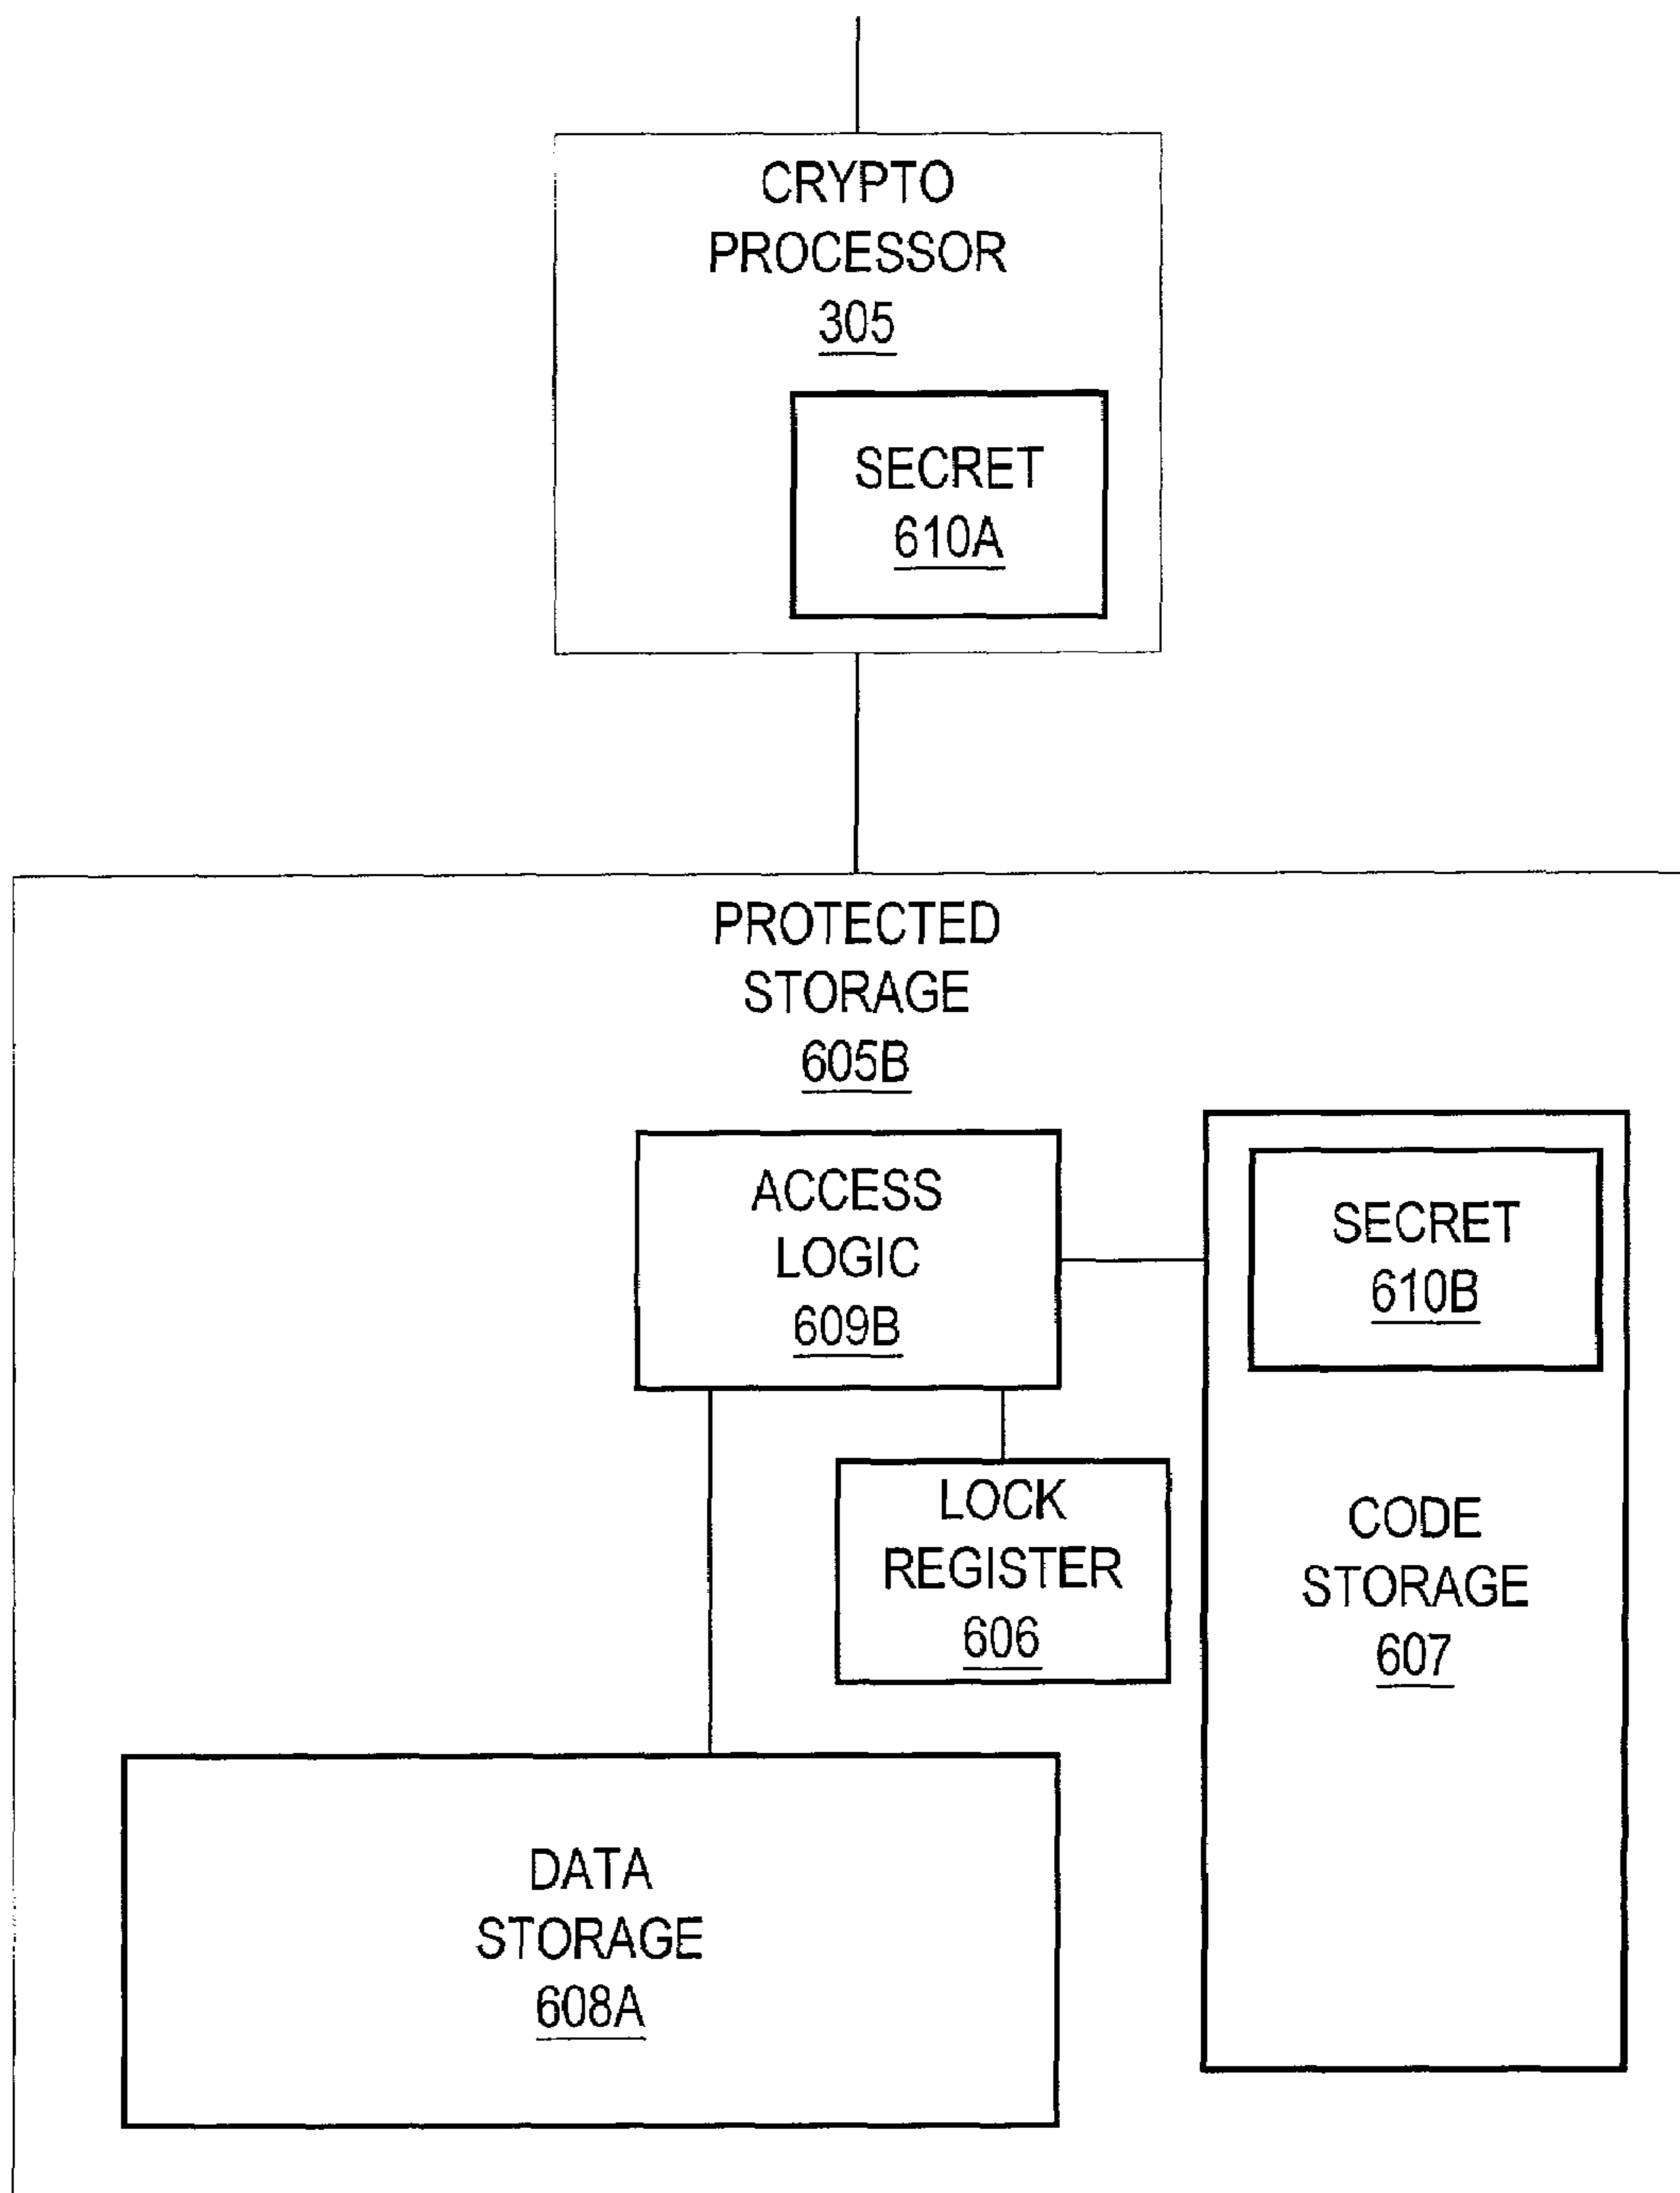 CRYPTO
PROCESSOR
305
SECRET
610A
PROTECTED
STORAGE
605B
ACCESS
LOGIC
609B
SECRET
610B
LOCK
REGISTER
606
CODE
STORAGE
607
DATA
STORAGE
608A